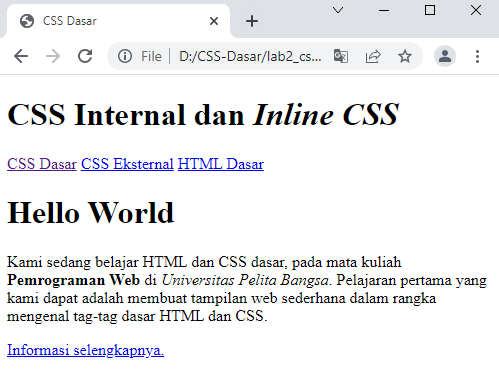 CSS Dasar
File | D:/CSS-Dasar/lab2_cs...
CSS Internal dan Inline CSS
CSS Dasar CSS Eksternal HTML Dasar
Hello World
Kami sedang belajar HTML dan CSS dasar, pada mata kuliah
Pemrograman Web di Universitas Pelita Bangsa. Pelajaran pertama yang
kami dapat adalah membuat tampilan web sederhana dalam rangka
mengenal tag-tag dasar HTML dan CSS.
Informasi selengkapnya.